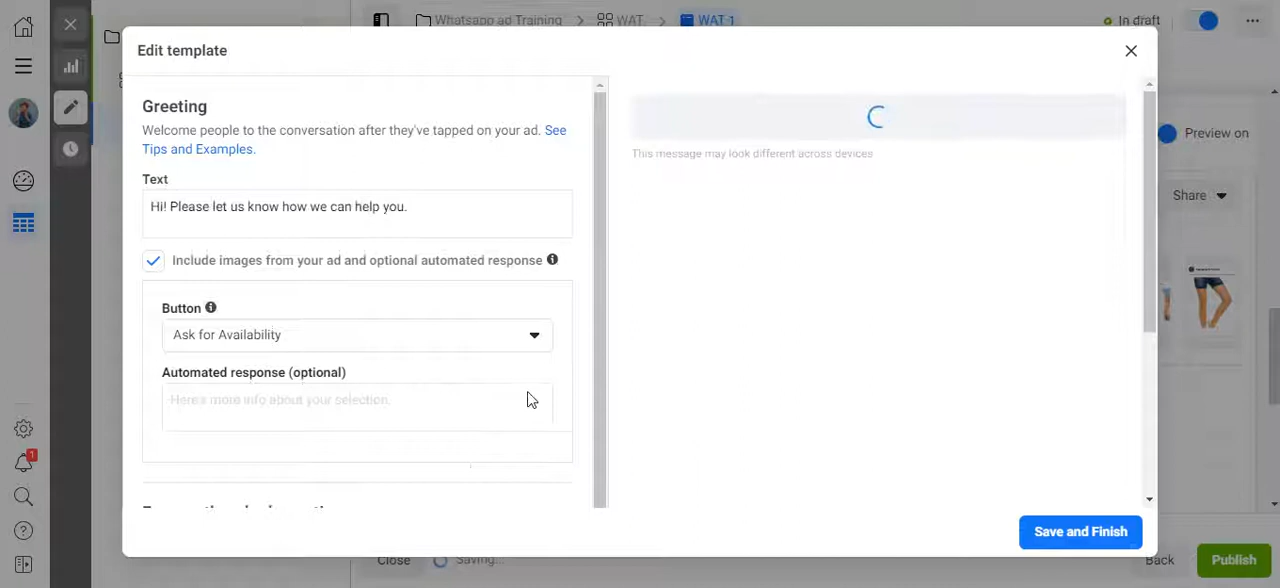 Whatsapp ad Training
WAT
WAT 1
In draft
Edit template
Greeting
Welcome people to the conversation after they've tapped on your ad. See
Tips and Examples.
Text
Hi! Please let us know how we can help you.
Include images from your ad and optional automated response
Button
Ask for Availability
Automated response (optional)
Here's more info about your selection.
This message may look different across devices
Preview on
Share
1
Save and Finish
Close
Saving...
Back
Publish